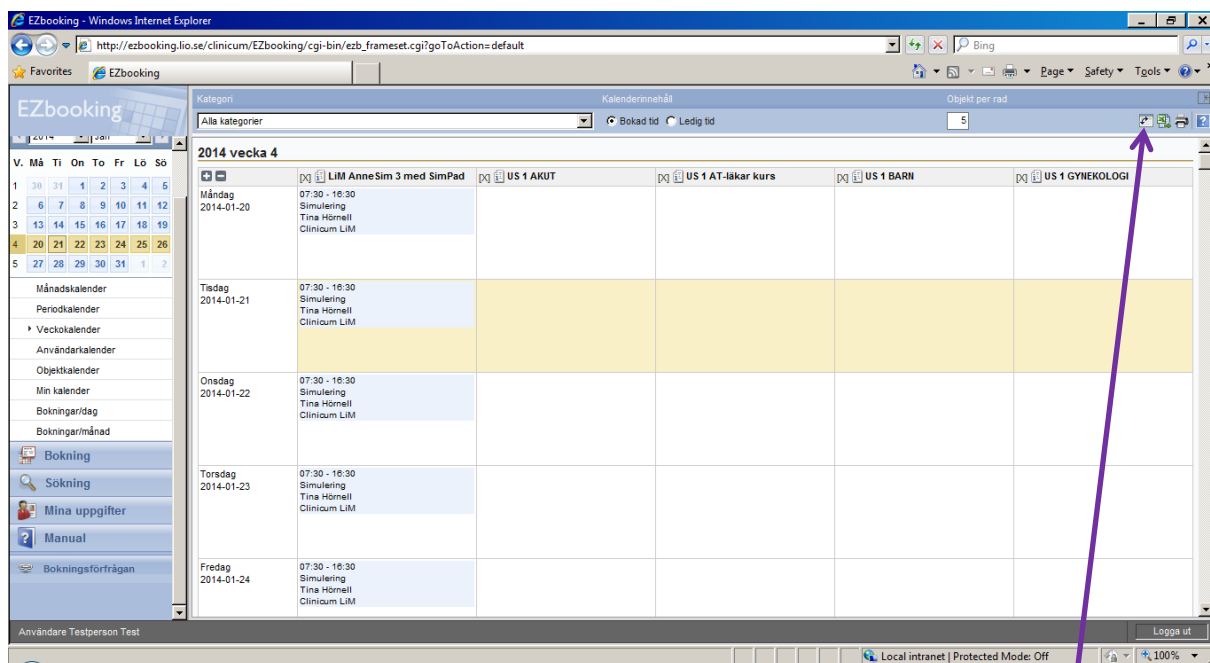 EZbooking - Windows Internet Explorer
http://ezbooking.lio.se/clinicum/EZbooking/cgi-bin/ezb_frameset.cgi?goToAction=default
Bing
Favorites EZbooking
Page Safety Tools
EZbooking
Kategori Kalenderinnehåll Objekt per rad
Alla kategorier Bokad tid Ledig tid 5
2014 Jan
V. Må Ti On To Fr Lö Sö
1 30 31 1 2 3 4 5
2 6 7 8 9 10 11 12
3 13 14 15 16 17 18 19
4 20 21 22 23 24 25 26
5 27 28 29 30 31 1 2
Månadskalender
Periodkalender
Veckokalender
Användarkalender
Objektkalender
Min kalender
Bokningar/dag
Bokningar/månad
Bokning
Sökning
Mina uppgifter
Manual
Bokningsförfrågan
2014 vecka 4
[X] LiM AnneSim 3 med SimPad [X] US 1 AKUT [X] US 1 AT-läkar kurs [X] US 1 BARN [X] US 1 GYNEKOLOGI
Måndag
2014-01-20
07:30 - 16:30
Simulering
Tina Hörnell
Clinicum LiM
Tisdag
2014-01-21
07:30 - 16:30
Simulering
Tina Hörnell
Clinicum LiM
Onsdag
2014-01-22
07:30 - 16:30
Simulering
Tina Hörnell
Clinicum LiM
Torsdag
2014-01-23
07:30 - 16:30
Simulering
Tina Hörnell
Clinicum LiM
Fredag
2014-01-24
07:30 - 16:30
Simulering
Tina Hörnell
Clinicum LiM
Användare Testperson Test Logga ut
Local intranet | Protected Mode: Off 100%